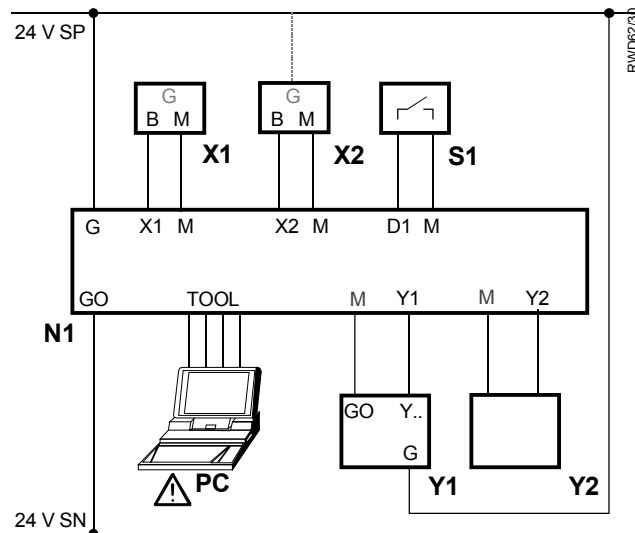 24 V SP
RWD62/30
G
B M
X1
G
B M
X2
S1
G X1 M X2 M D1 M
GO TOOL M Y1 M Y2
N1
GO Y..
G
Y1
Y2
PC
24 V SN